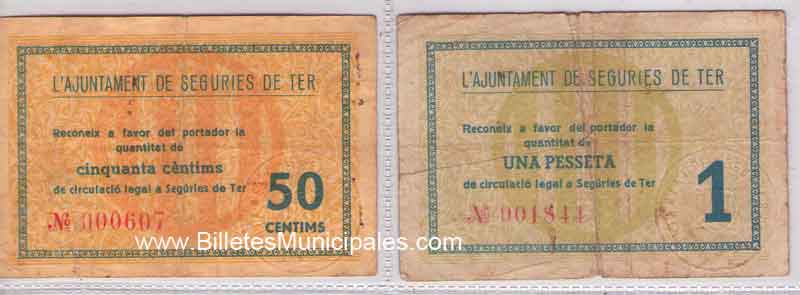 L'AJUNTAMENT DE SEGURIES DE TER
Reconeix a favor del portador la
quantitat de
cinquanta cèntims
de circulació legal a Segúries de Ter
50
CENTIMS
Nº 000607
L'AJUNTAMENT DE SEGURIES DE TER
Reconeix a favor del portador la
quantitat de
UNA PESSETA
de circulació legal a Segúries de Ter
1
Nº 001844
www.BilletesMunicipales.com